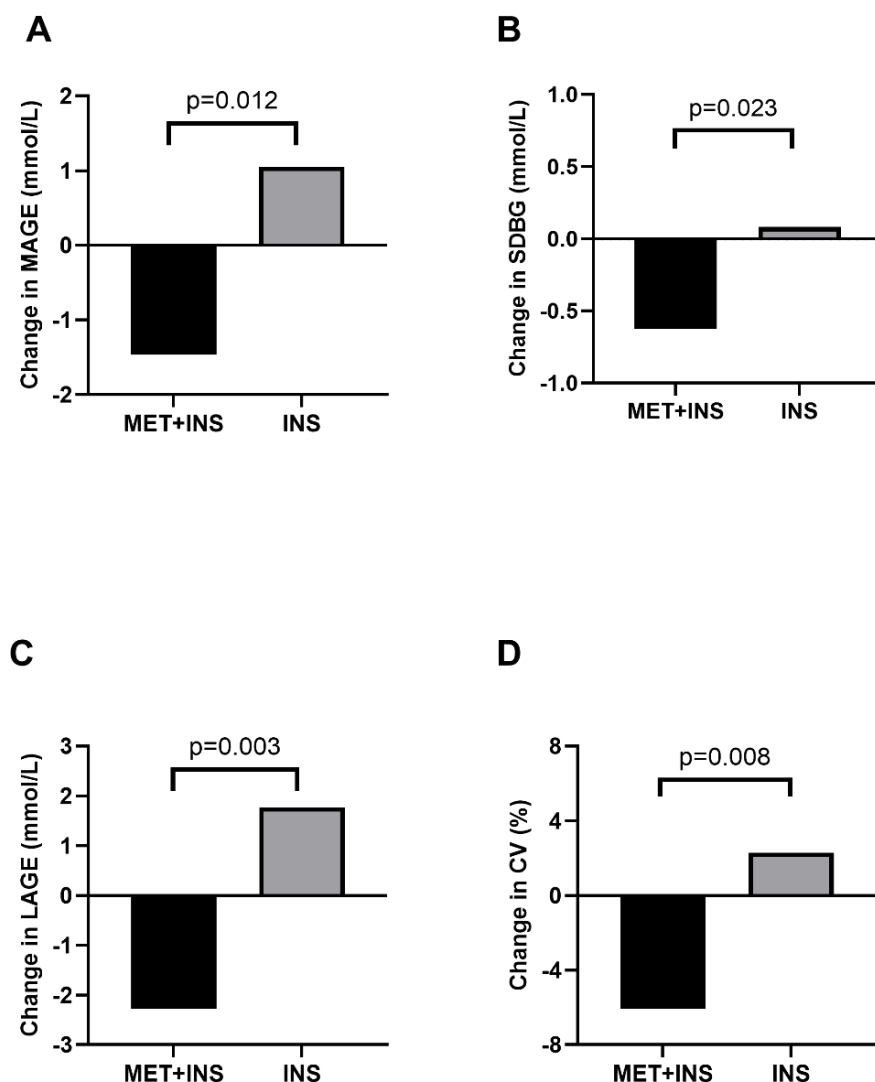 A
Change in MAGE (mmol/L)
2
1
0
-1
-2
p=0.012
MET+INS INS
B
Change in SDBG (mmol/L)
1.0
0.5
0.0
-0.5
-1.0
p=0.023
MET+INS INS
C
Change in LAGE (mmol/L)
3
2
1
0
-1
-2
-3
p=0.003
MET+INS INS
D
Change in CV (%)
8
4
0
-4
-8
p=0.008
MET+INS INS